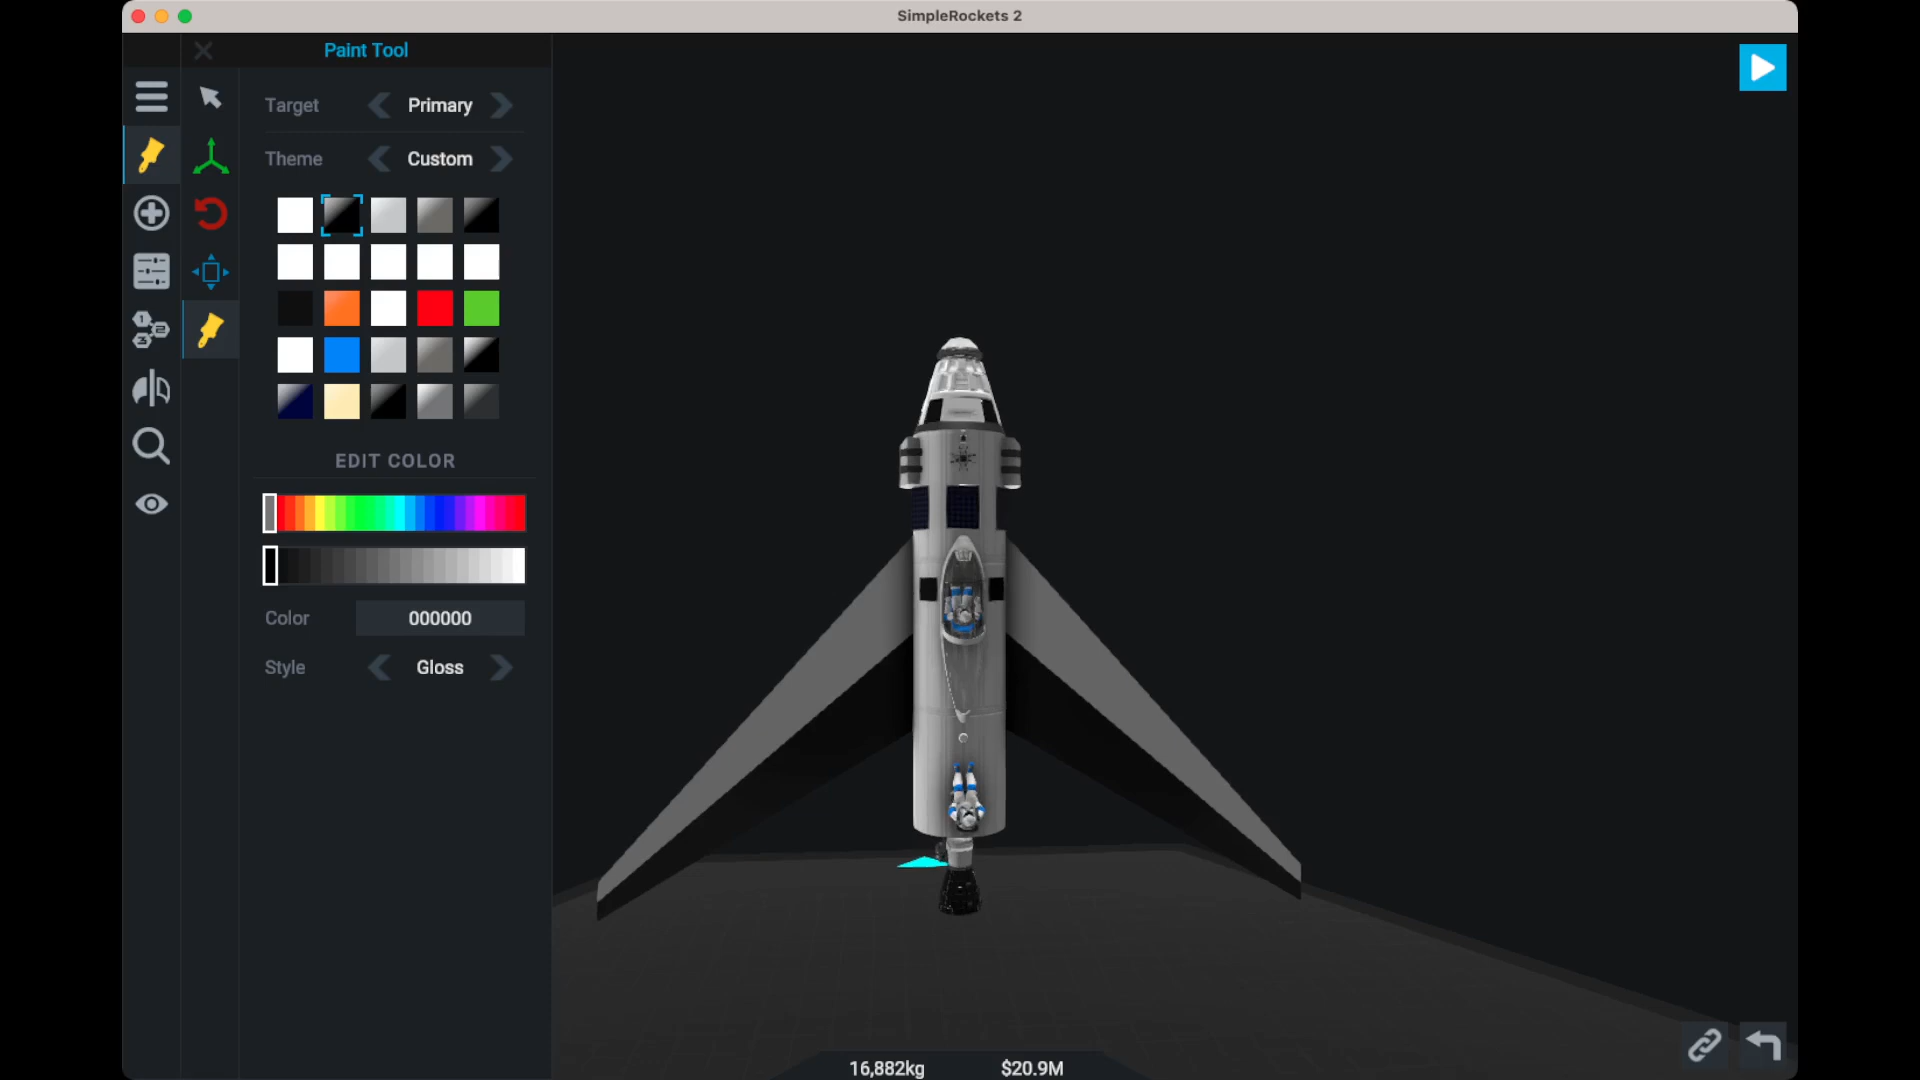 SimpleRockets 2
Paint Tool
Target Primary
Theme Custom
EDIT COLOR
Color 000000
Style Gloss
16,882kg $20.9M